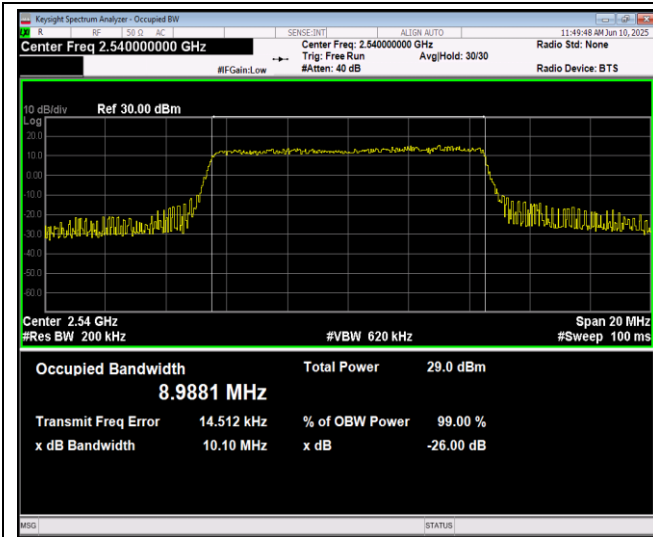 Keysight Spectrum Analyzer - Occupied BW
LXI R RF 50 Ω AC SENSE:INT ALIGN AUTO 11:49:48 AM Jun 10, 2025
Center Freq 2.540000000 GHz Center Freq: 2.540000000 GHz Radio Std: None
Trig: Free Run Avg|Hold: 30/30
#IFGain:Low #Atten: 40 dB Radio Device: BTS
10 dB/div Ref 30.00 dBm
Log
20.0
10.0
0.00
-10.0
-20.0
-30.0
-40.0
-50.0
-60.0
Center 2.54 GHz Span 20 MHz
#Res BW 200 kHz #VBW 620 kHz #Sweep 100 ms
Occupied Bandwidth Total Power 29.0 dBm
8.9881 MHz
Transmit Freq Error 14.512 kHz % of OBW Power 99.00 %
x dB Bandwidth 10.10 MHz x dB -26.00 dB
MSG STATUS